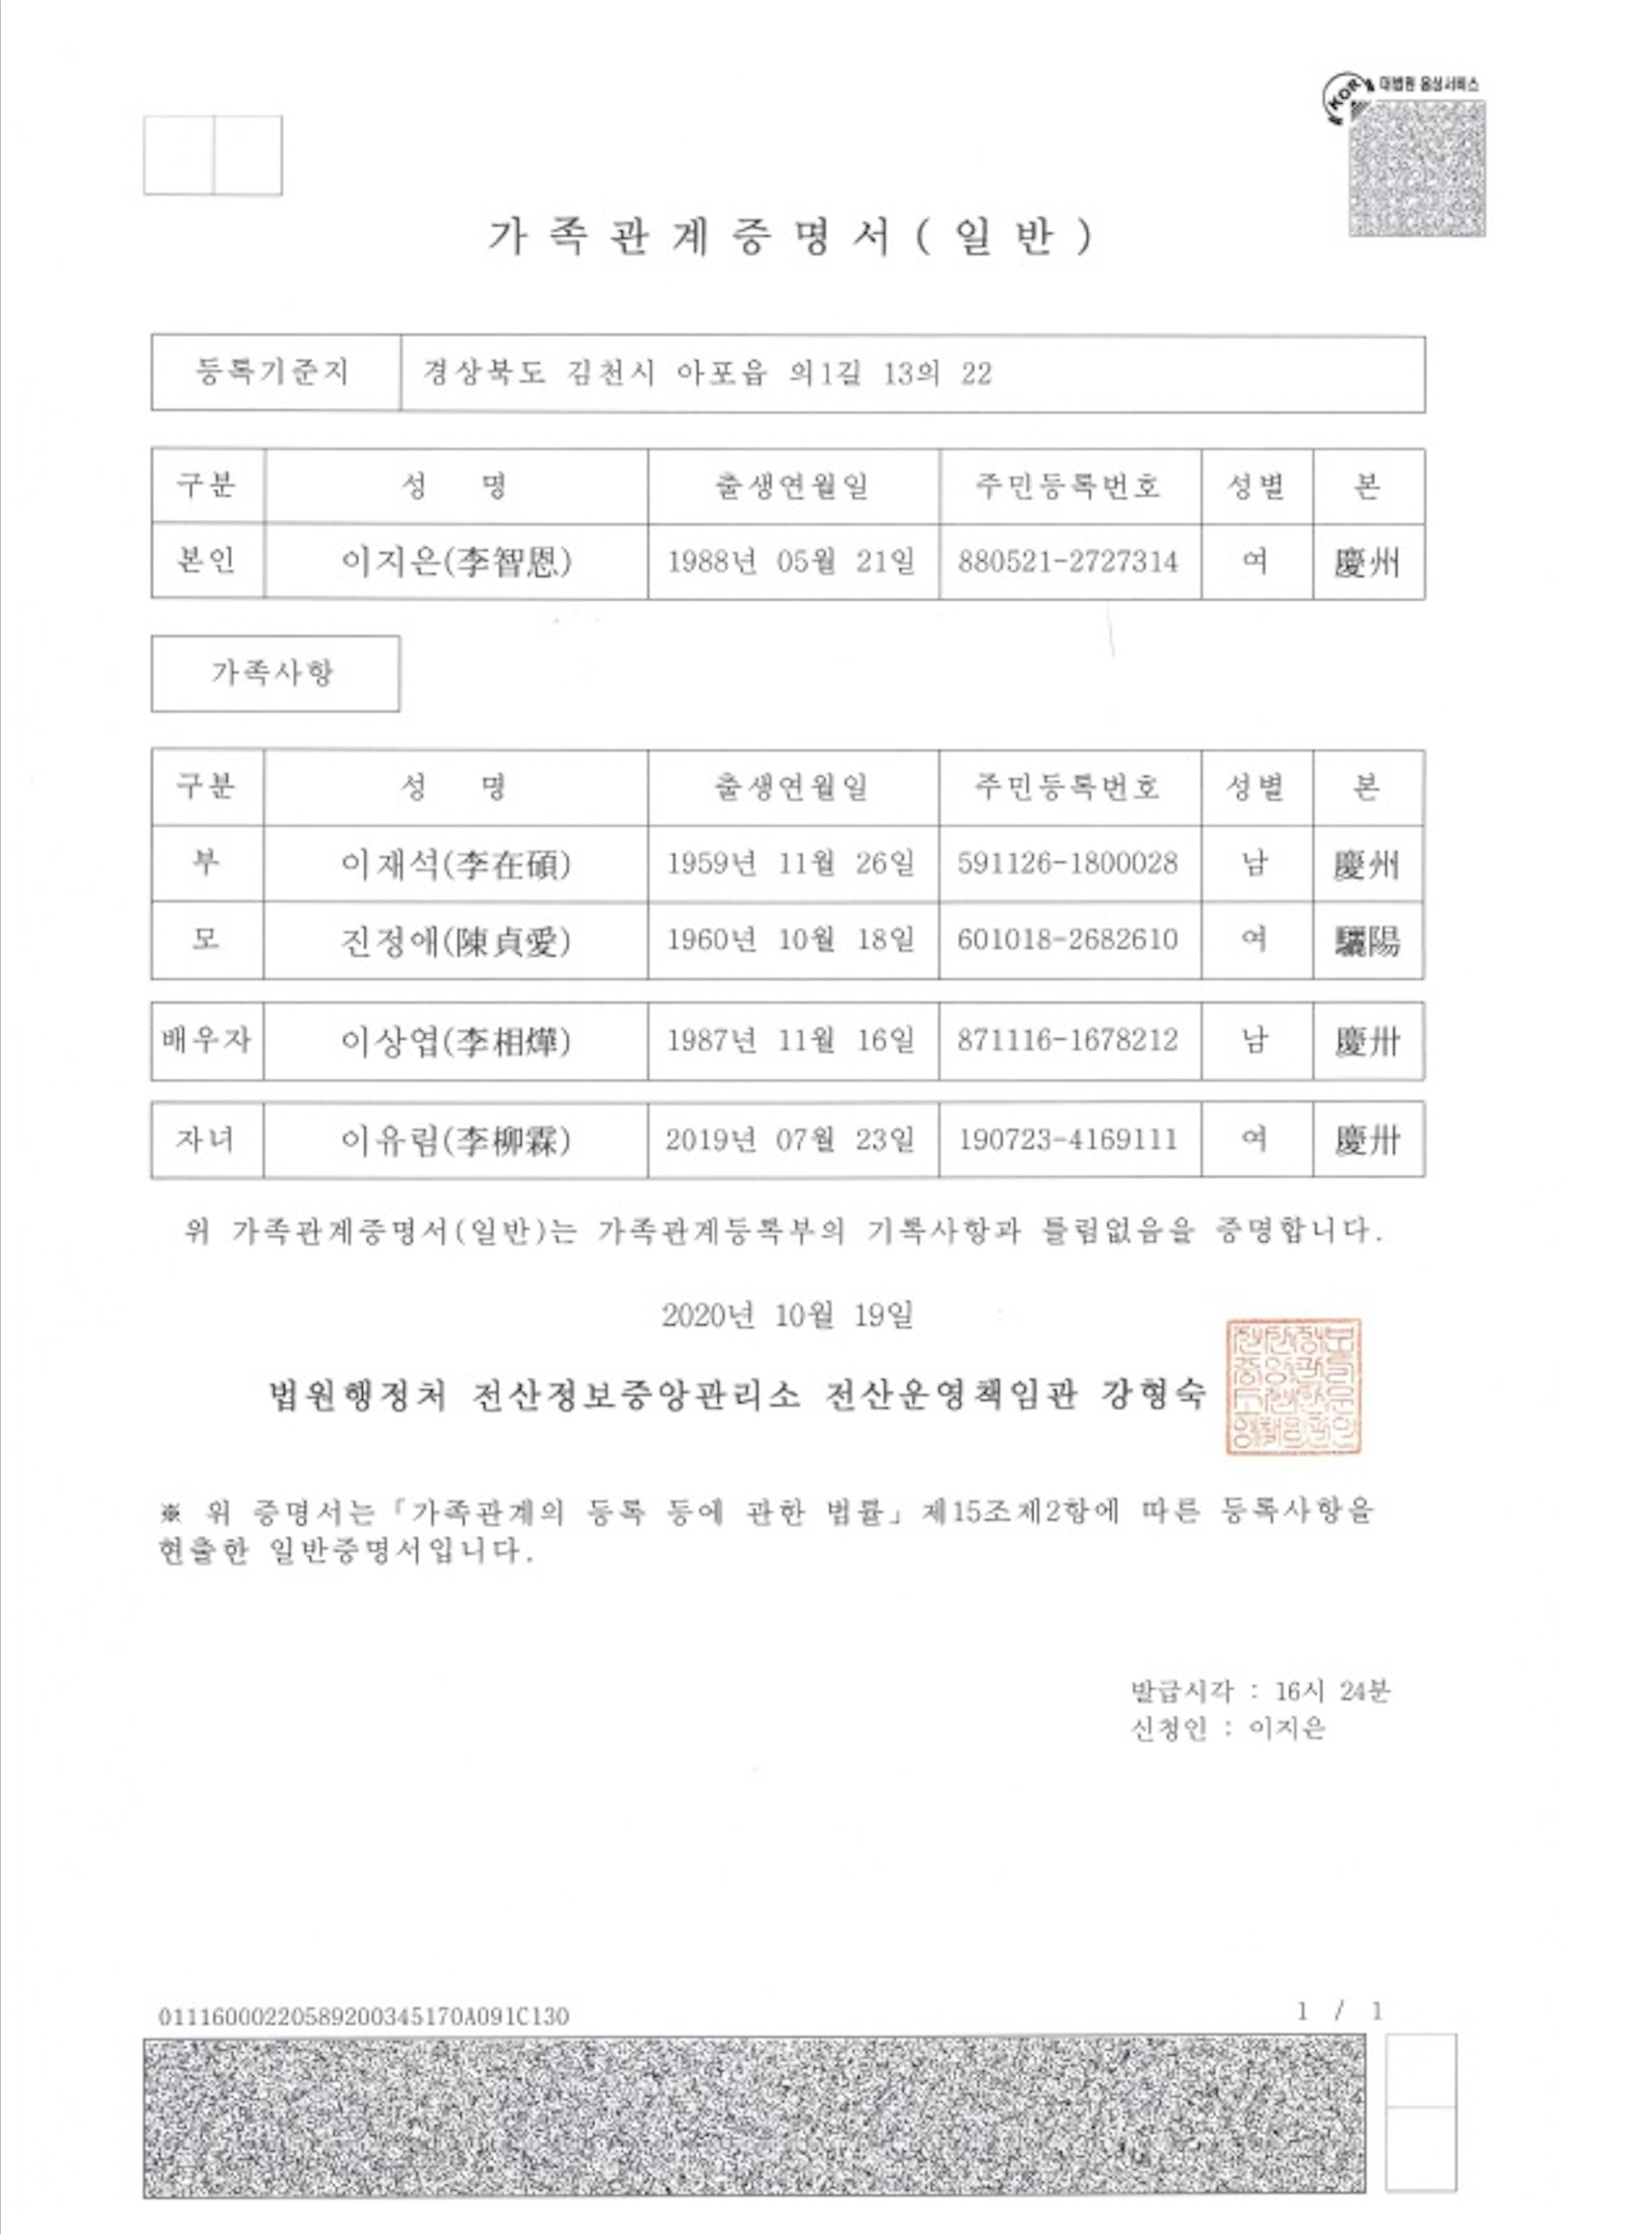 대법원 음성서비스
KOR
가족관계증명서(일반)
등록기준지 경상북도 김천시 아포읍 의1길 13의 22
구분 성 명 출생연월일 주민등록번호 성별 본
본인 이지은(李智恩) 1988년 05월 21일 880521-2727314 여 慶州
가족사항
구분 성 명 출생연월일 주민등록번호 성별 본
부 이재석(李在碩) 1959년 11월 26일 591126-1800028 남 慶州
모 진정애(陳貞愛) 1960년 10월 18일 601018-2682610 여 驪陽
배우자 이상엽(李相燁) 1987년 11월 16일 871116-1678212 남 慶州
자녀 이유림(李柳霖) 2019년 07월 23일 190723-4169111 여 慶州
위 가족관계증명서(일반)는 가족관계등록부의 기록사항과 틀림없음을 증명합니다.
2020년 10월 19일
법원행정처 전산정보중앙관리소 전산운영책임관 강형숙
※ 위 증명서는「가족관계의 등록 등에 관한 법률」제15조제2항에 따른 등록사항을
현출한 일반증명서입니다.
발급시각 : 16시 24분
신청인 : 이지은
01116000220589200345170A091C130
1 / 1